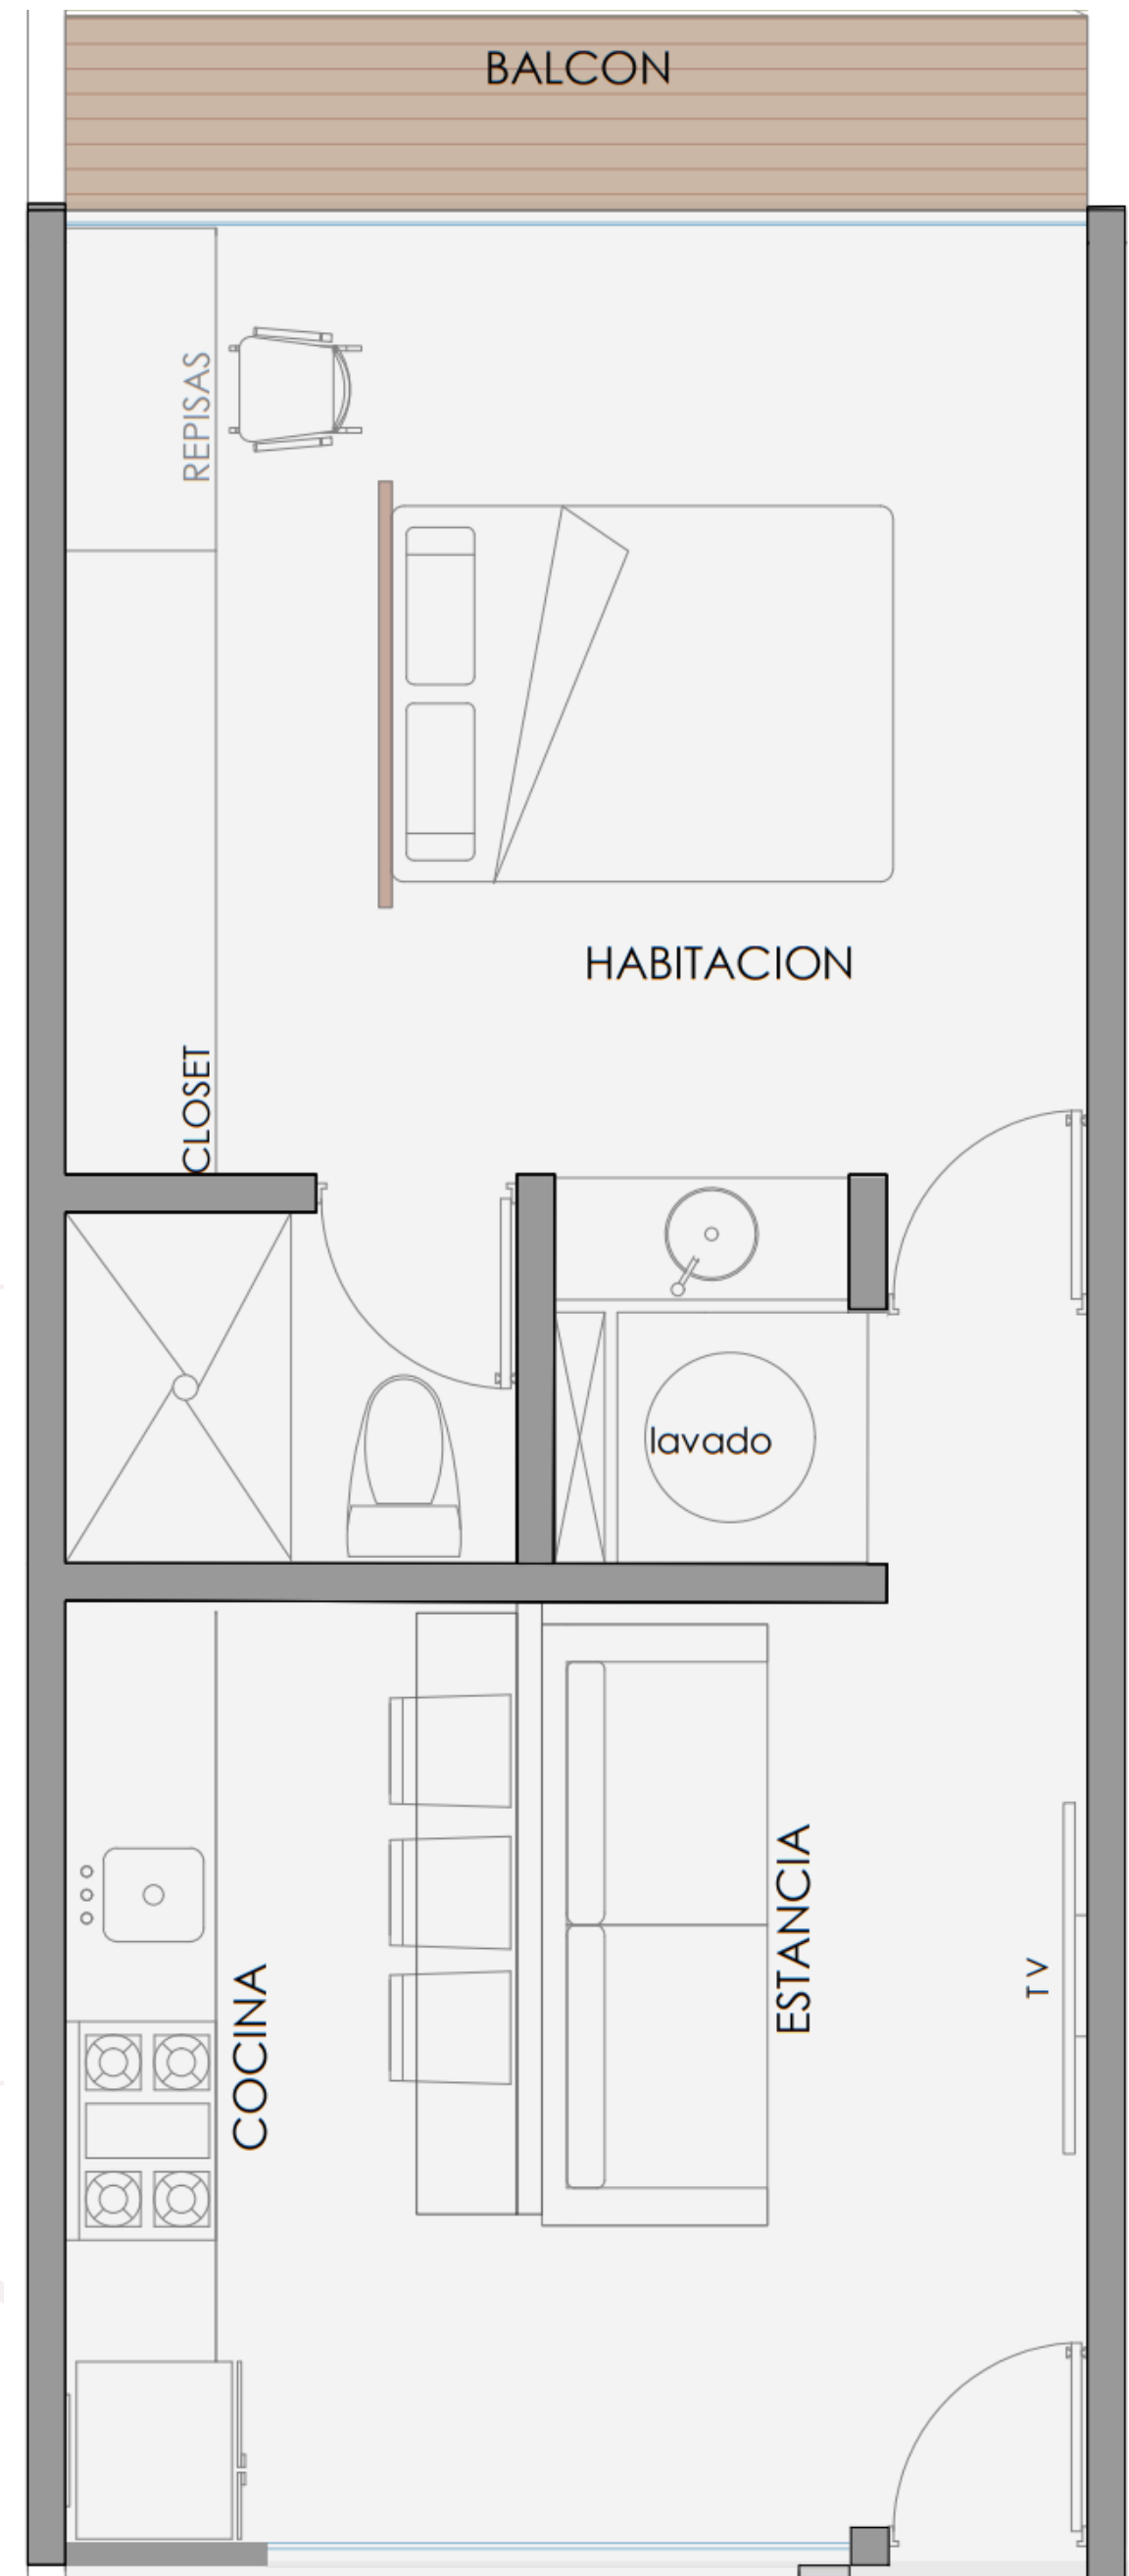 BALCON
REPISAS
HABITACION
CLOSET
lavado
ESTANCIA
TV
COCINA